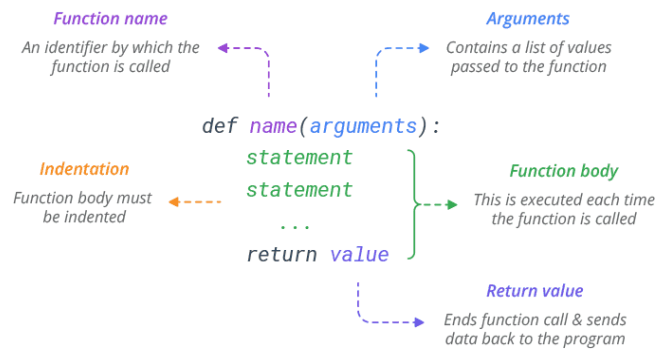 Function name
An identifier by which the
function is called
Arguments
Contains a list of values
passed to the function
def name(arguments):
statement
statement
...
return value
Indentation
Function body must
be indented
Function body
This is executed each time
the function is called
Return value
Ends function call & sends
data back to the program